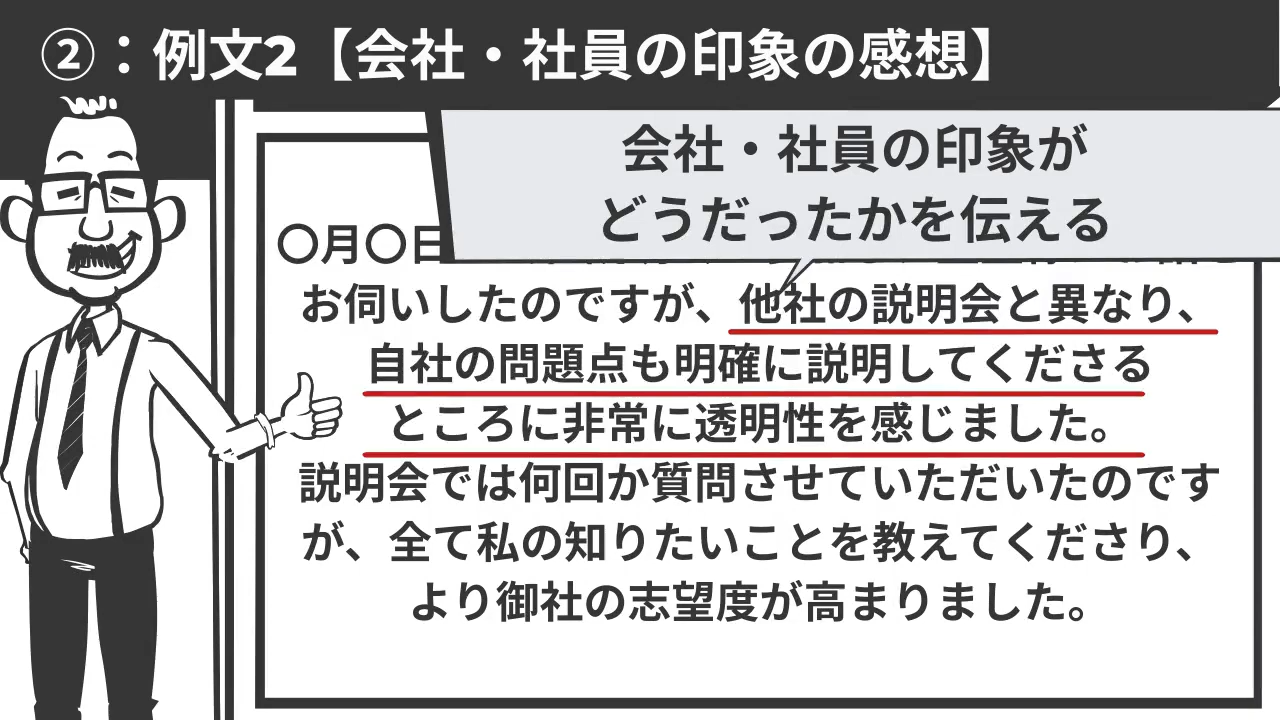 ②：例文2【会社・社員の印象の感想】
会社・社員の印象が
どうだったかを伝える
〇月〇日
お伺いしたのですが、他社の説明会と異なり、
自社の問題点も明確に説明してくださる
ところに非常に透明性を感じました。
説明会では何回か質問させていただいたのです
が、全て私の知りたいことを教えてくださり、
より御社の志望度が高まりました。